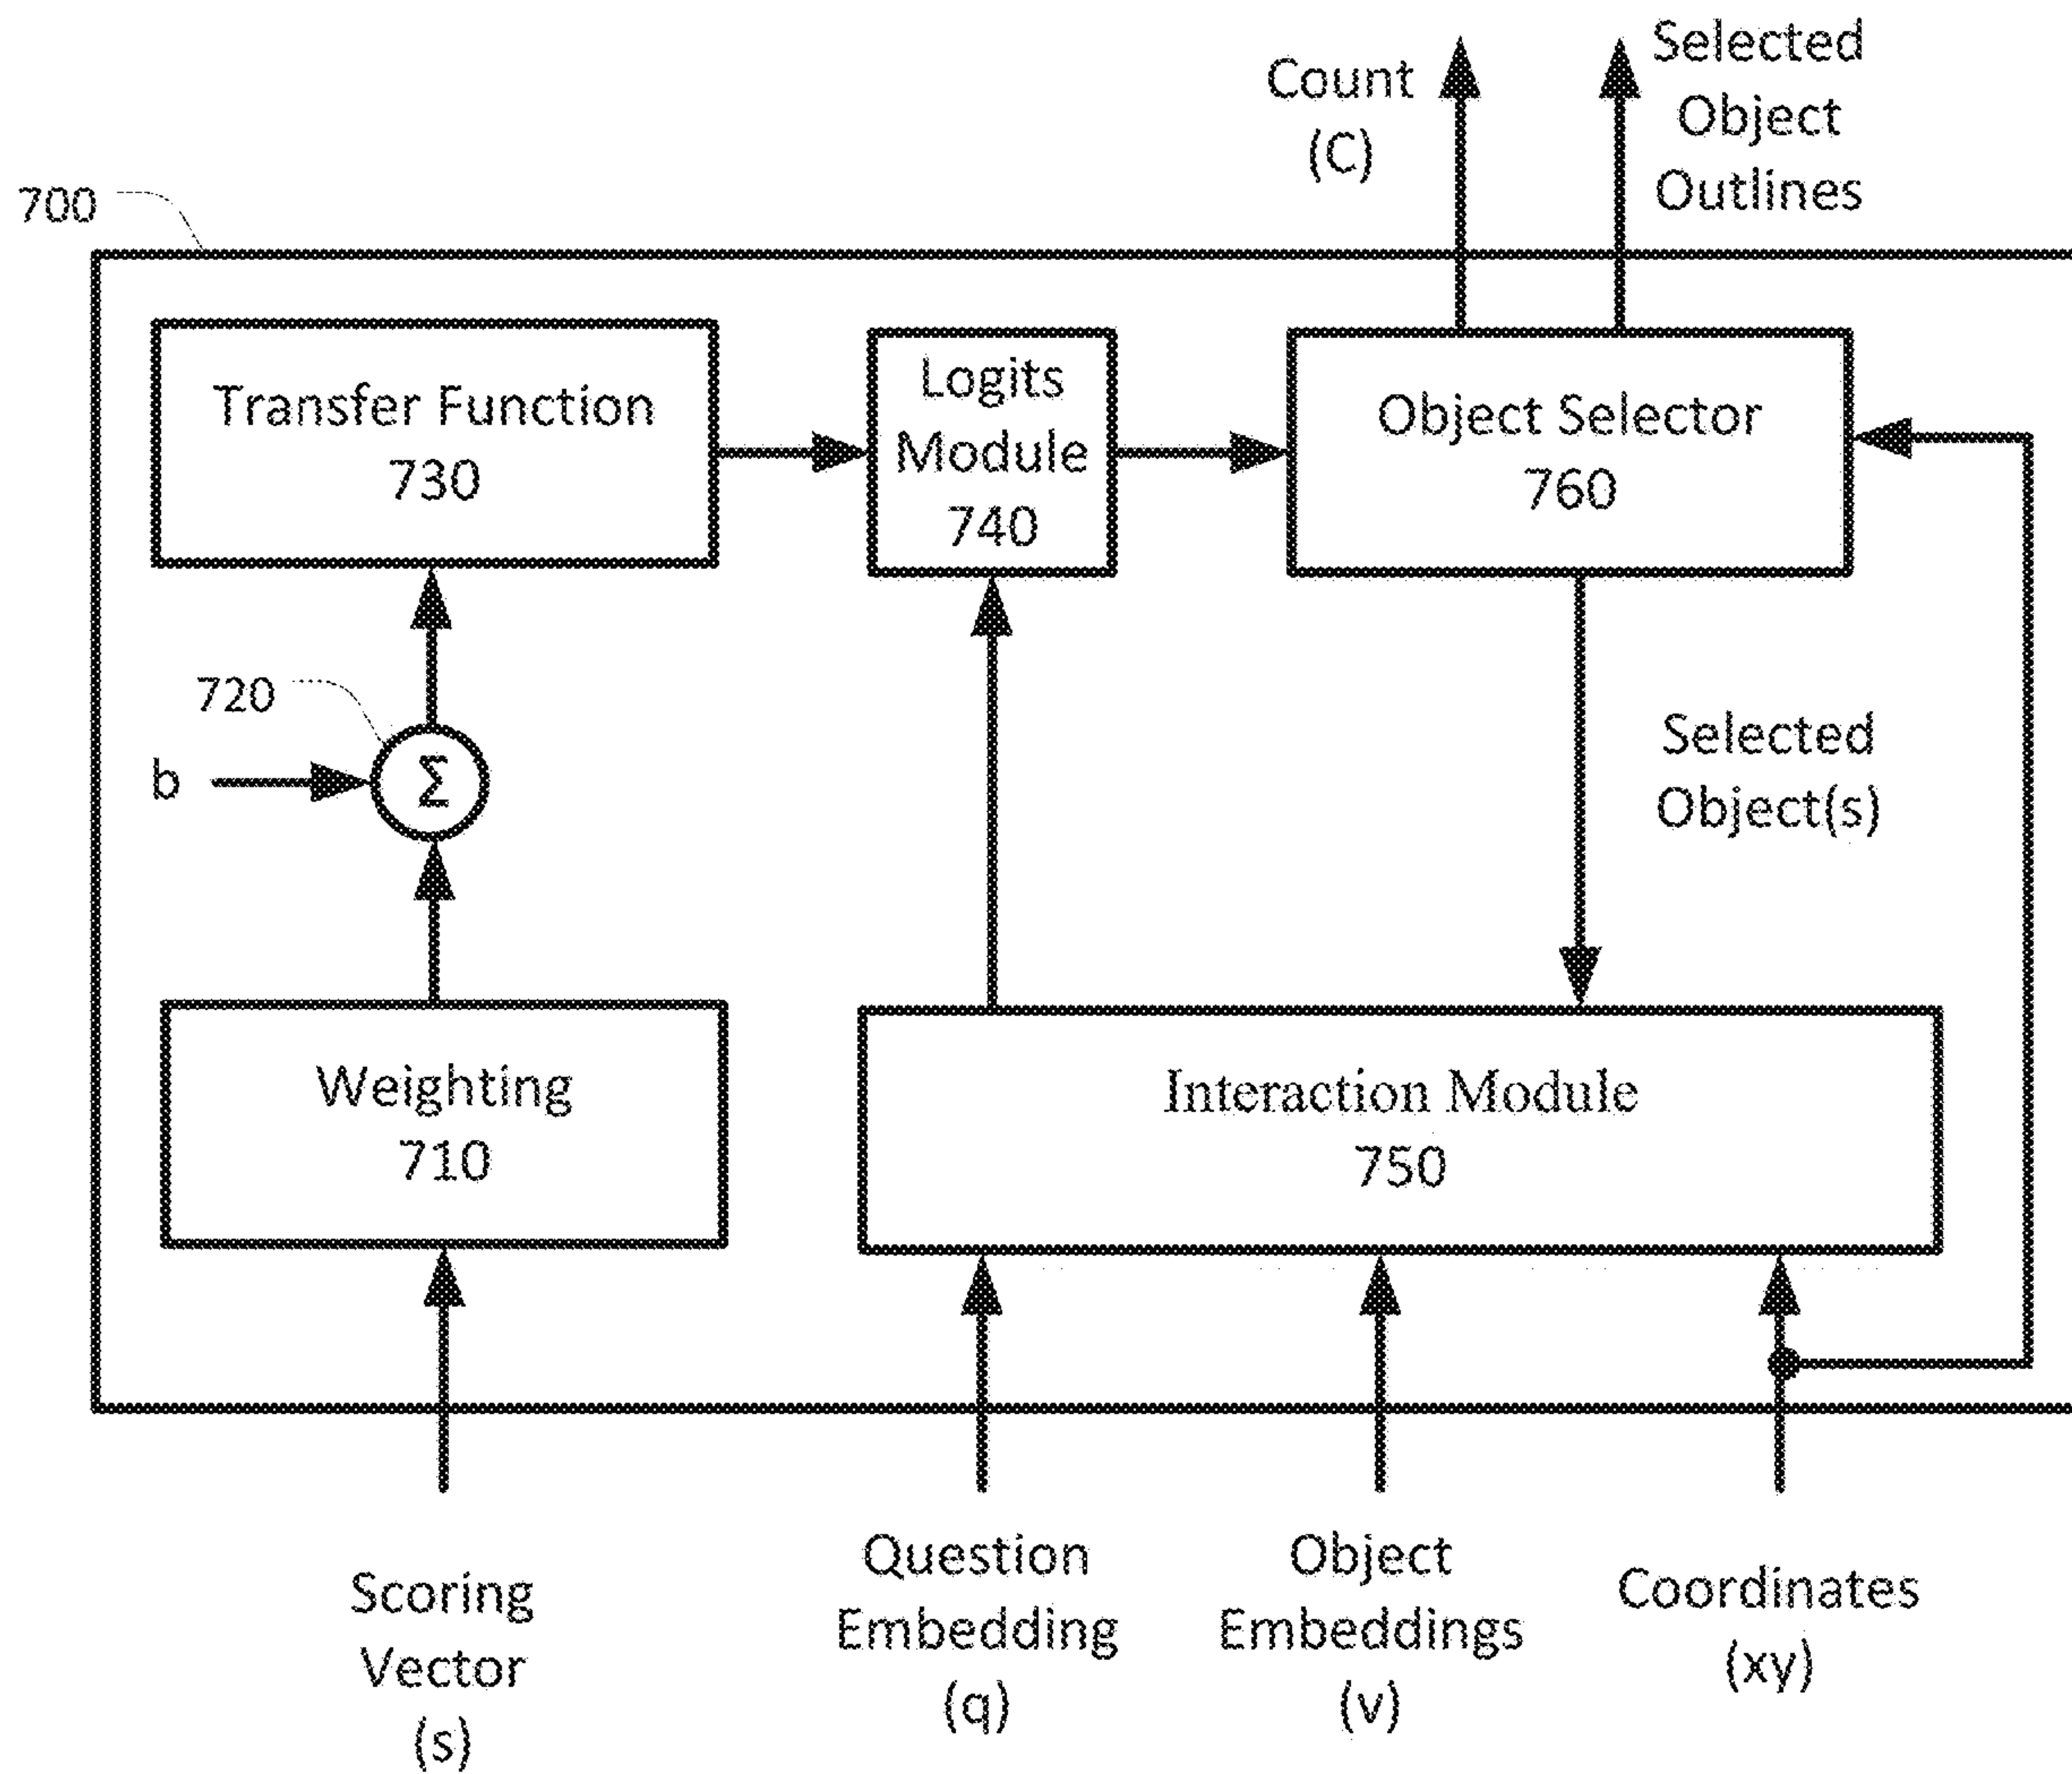 Count
(C)
Selected
Object
Outlines
700
Transfer Function
730
Logits
Module
740
Object Selector
760
720
b
Σ
Selected
Object(s)
Weighting
710
Interaction Module
750
Scoring
Vector
(s)
Question
Embedding
(q)
Object
Embeddings
(v)
Coordinates
(xy)